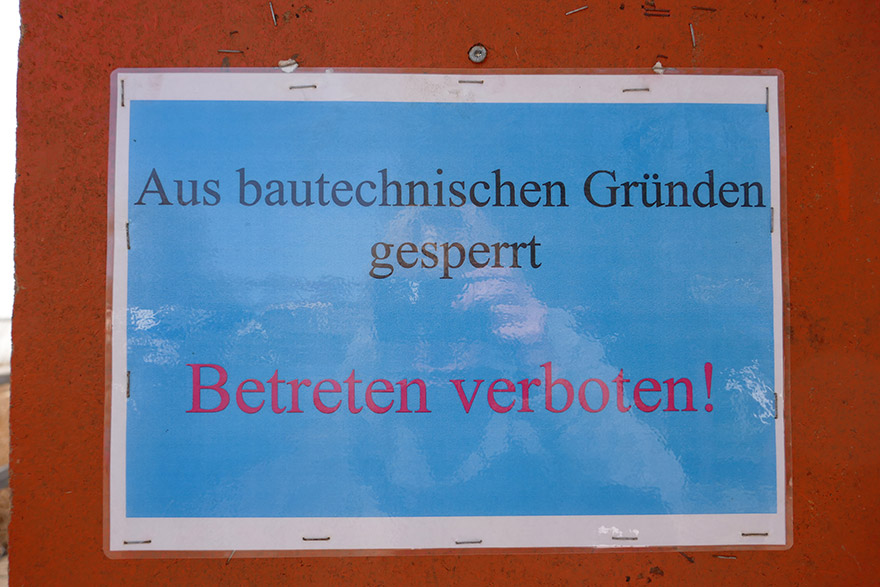 Aus bautechnischen Gründen
gesperrt
Betreten verboten!